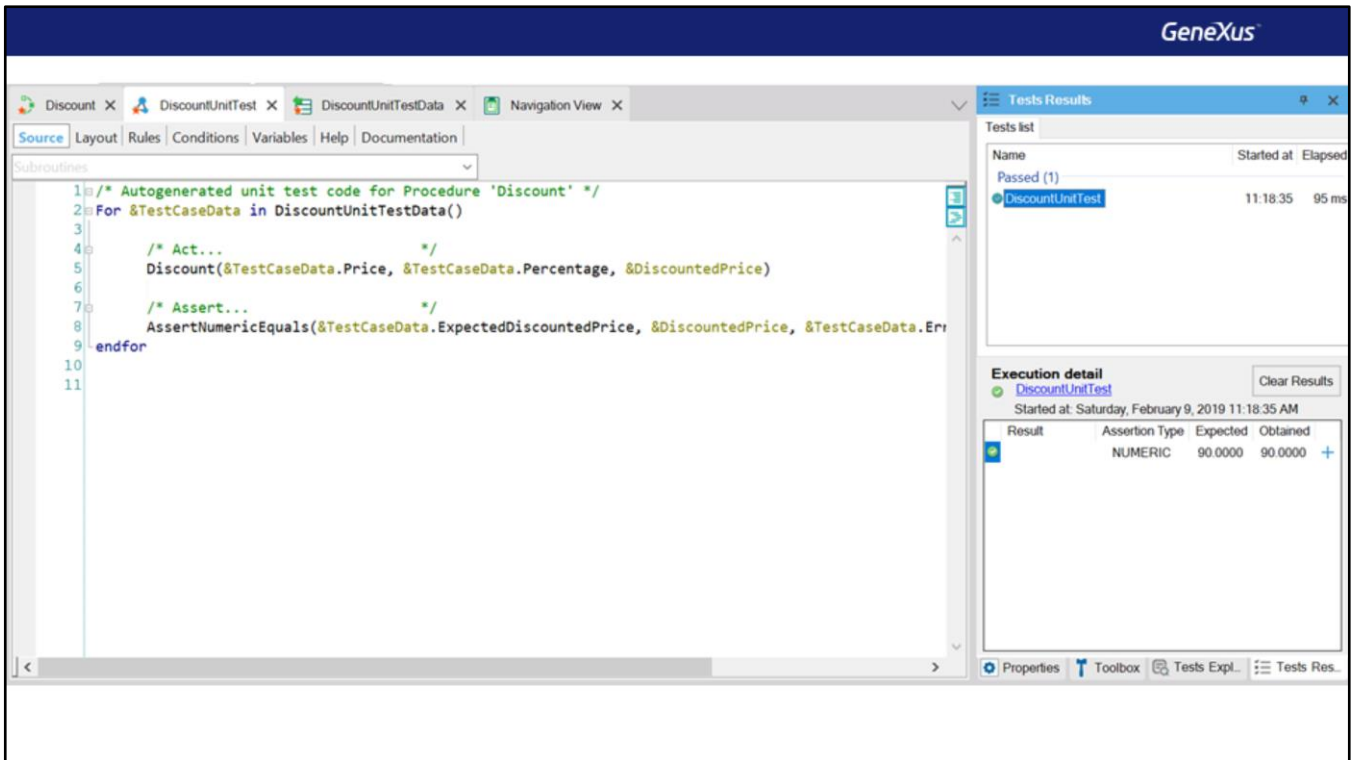 GeneXus
Discount X DiscountUnitTest X DiscountUnitTestData X Navigation View X
Source Layout Rules Conditions Variables Help Documentation
Subroutines
1 /* Autogenerated unit test code for Procedure 'Discount' */
2 For &TestCaseData in DiscountUnitTestData()
3
4 /* Act... */
5 Discount(&TestCaseData.Price, &TestCaseData.Percentage, &DiscountedPrice)
6
7 /* Assert... */
8 AssertNumericEquals(&TestCaseData.ExpectedDiscountedPrice, &DiscountedPrice, &TestCaseData.Err
9 endfor
10
11
Tests Results
Tests list
Name Started at Elapsed
Passed (1)
DiscountUnitTest 11:18:35 95 ms
Execution detail
Clear Results
DiscountUnitTest
Started at: Saturday, February 9, 2019 11:18:35 AM
Result Assertion Type Expected Obtained
NUMERIC 90.0000 90.0000 +
Properties Toolbox Tests Expl... Tests Res...